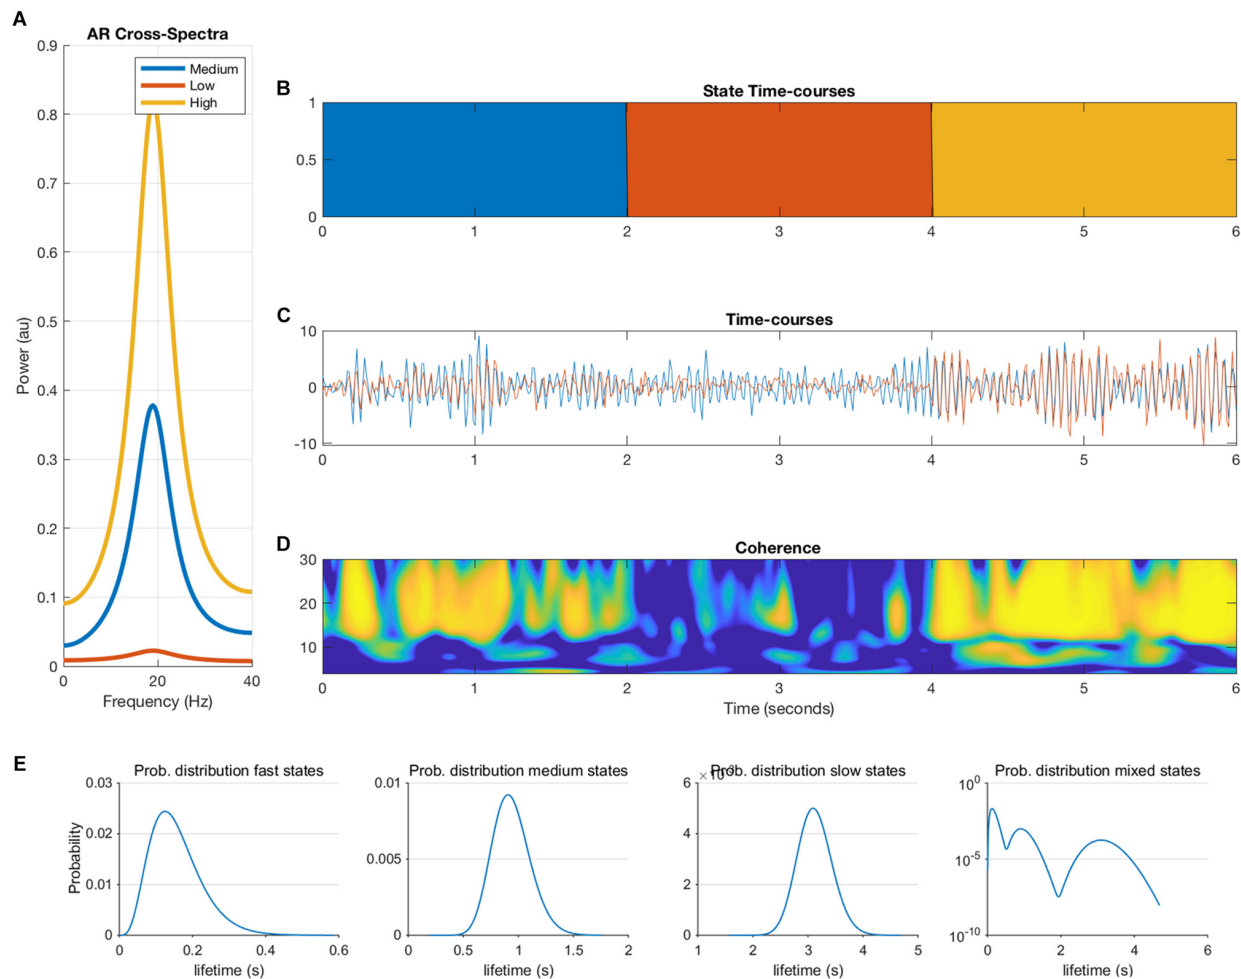 A
AR Cross-Spectra
0.9
0.8
0.7
0.6
0.5
0.4
0.3
0.2
0.1
0
Power (au)
Medium
Low
High
0 20 40
Frequency (Hz)
B
State Time-courses
1
0.5
0
0 1 2 3 4 5 6
C
Time-courses
10
0
-10
0 1 2 3 4 5 6
D
Coherence
30
20
10
0 1 2 3 4 5 6
Time (seconds)
E
Prob. distribution fast states
0.03
0.02
0.01
0
Probability
0 0.2 0.4 0.6
lifetime (s)
Prob. distribution medium states
0.01
0.005
0
0 0.5 1 1.5 2
lifetime (s)
Prob. distribution slow states
6
4
2
0
1 2 3 4 5
lifetime (s)
Prob. distribution mixed states
10^0
10^-5
10^-10
0 2 4 6
lifetime (s)